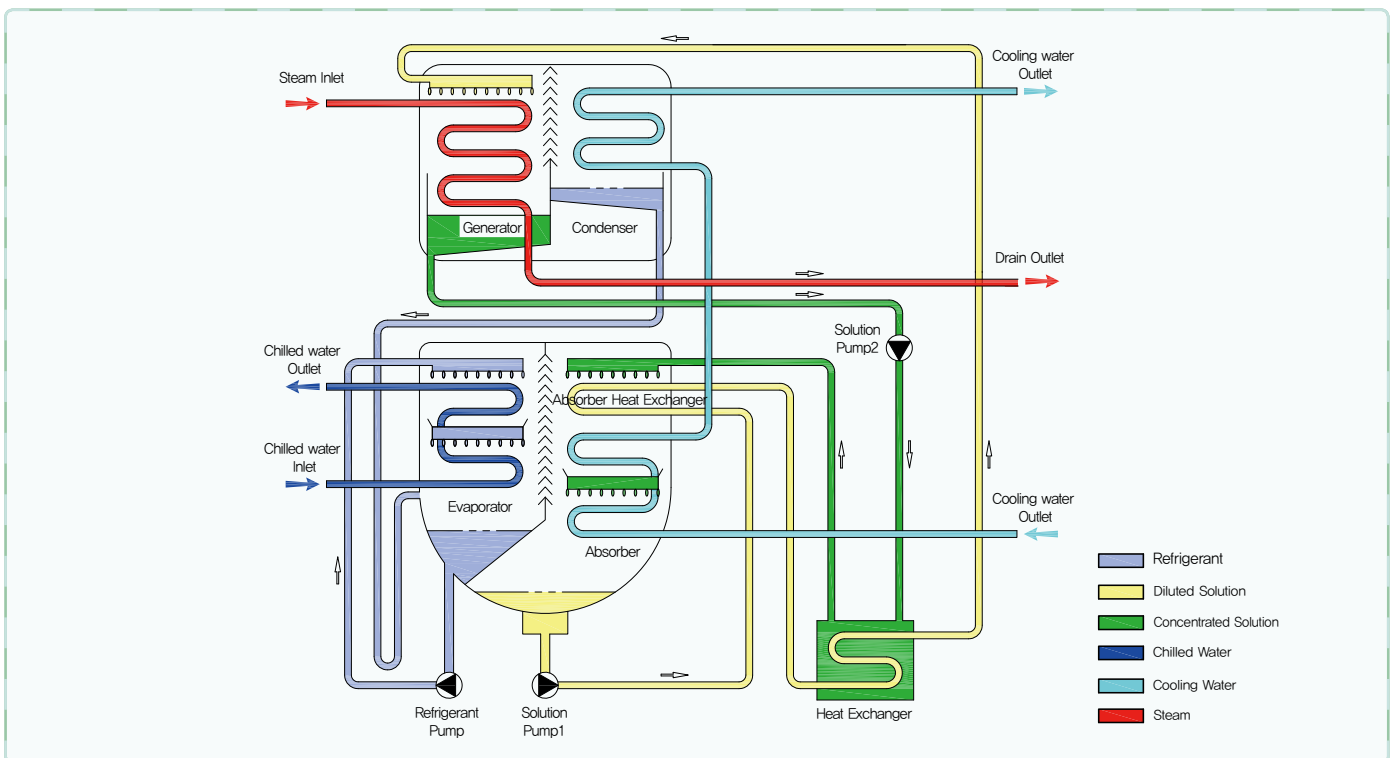 Steam Inlet
Cooling water
Outlet
Generator
Condenser
Drain Outlet
Solution
Pump2
Chilled water
Outlet
Absorber Heat Exchanger
Chilled water
Inlet
Evaporator
Cooling water
Outlet
Absorber
Refrigerant
Diluted Solution
Concentrated Solution
Chilled Water
Cooling Water
Steam
Refrigerant
Pump
Solution
Pump1
Heat Exchanger